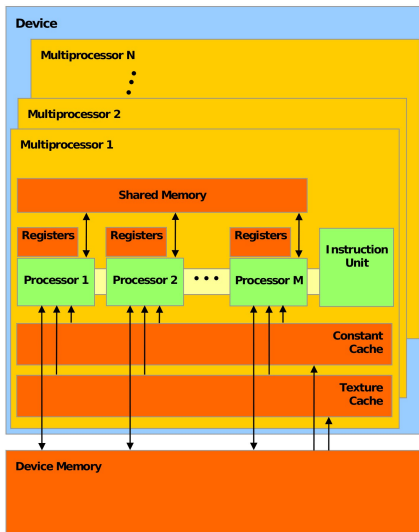 Device
Multiprocessor N
Multiprocessor 2
Multiprocessor 1
Shared Memory
Registers Registers Registers
Instruction
Unit
Processor 1 Processor 2 Processor M
Constant
Cache
Texture
Cache
Device Memory